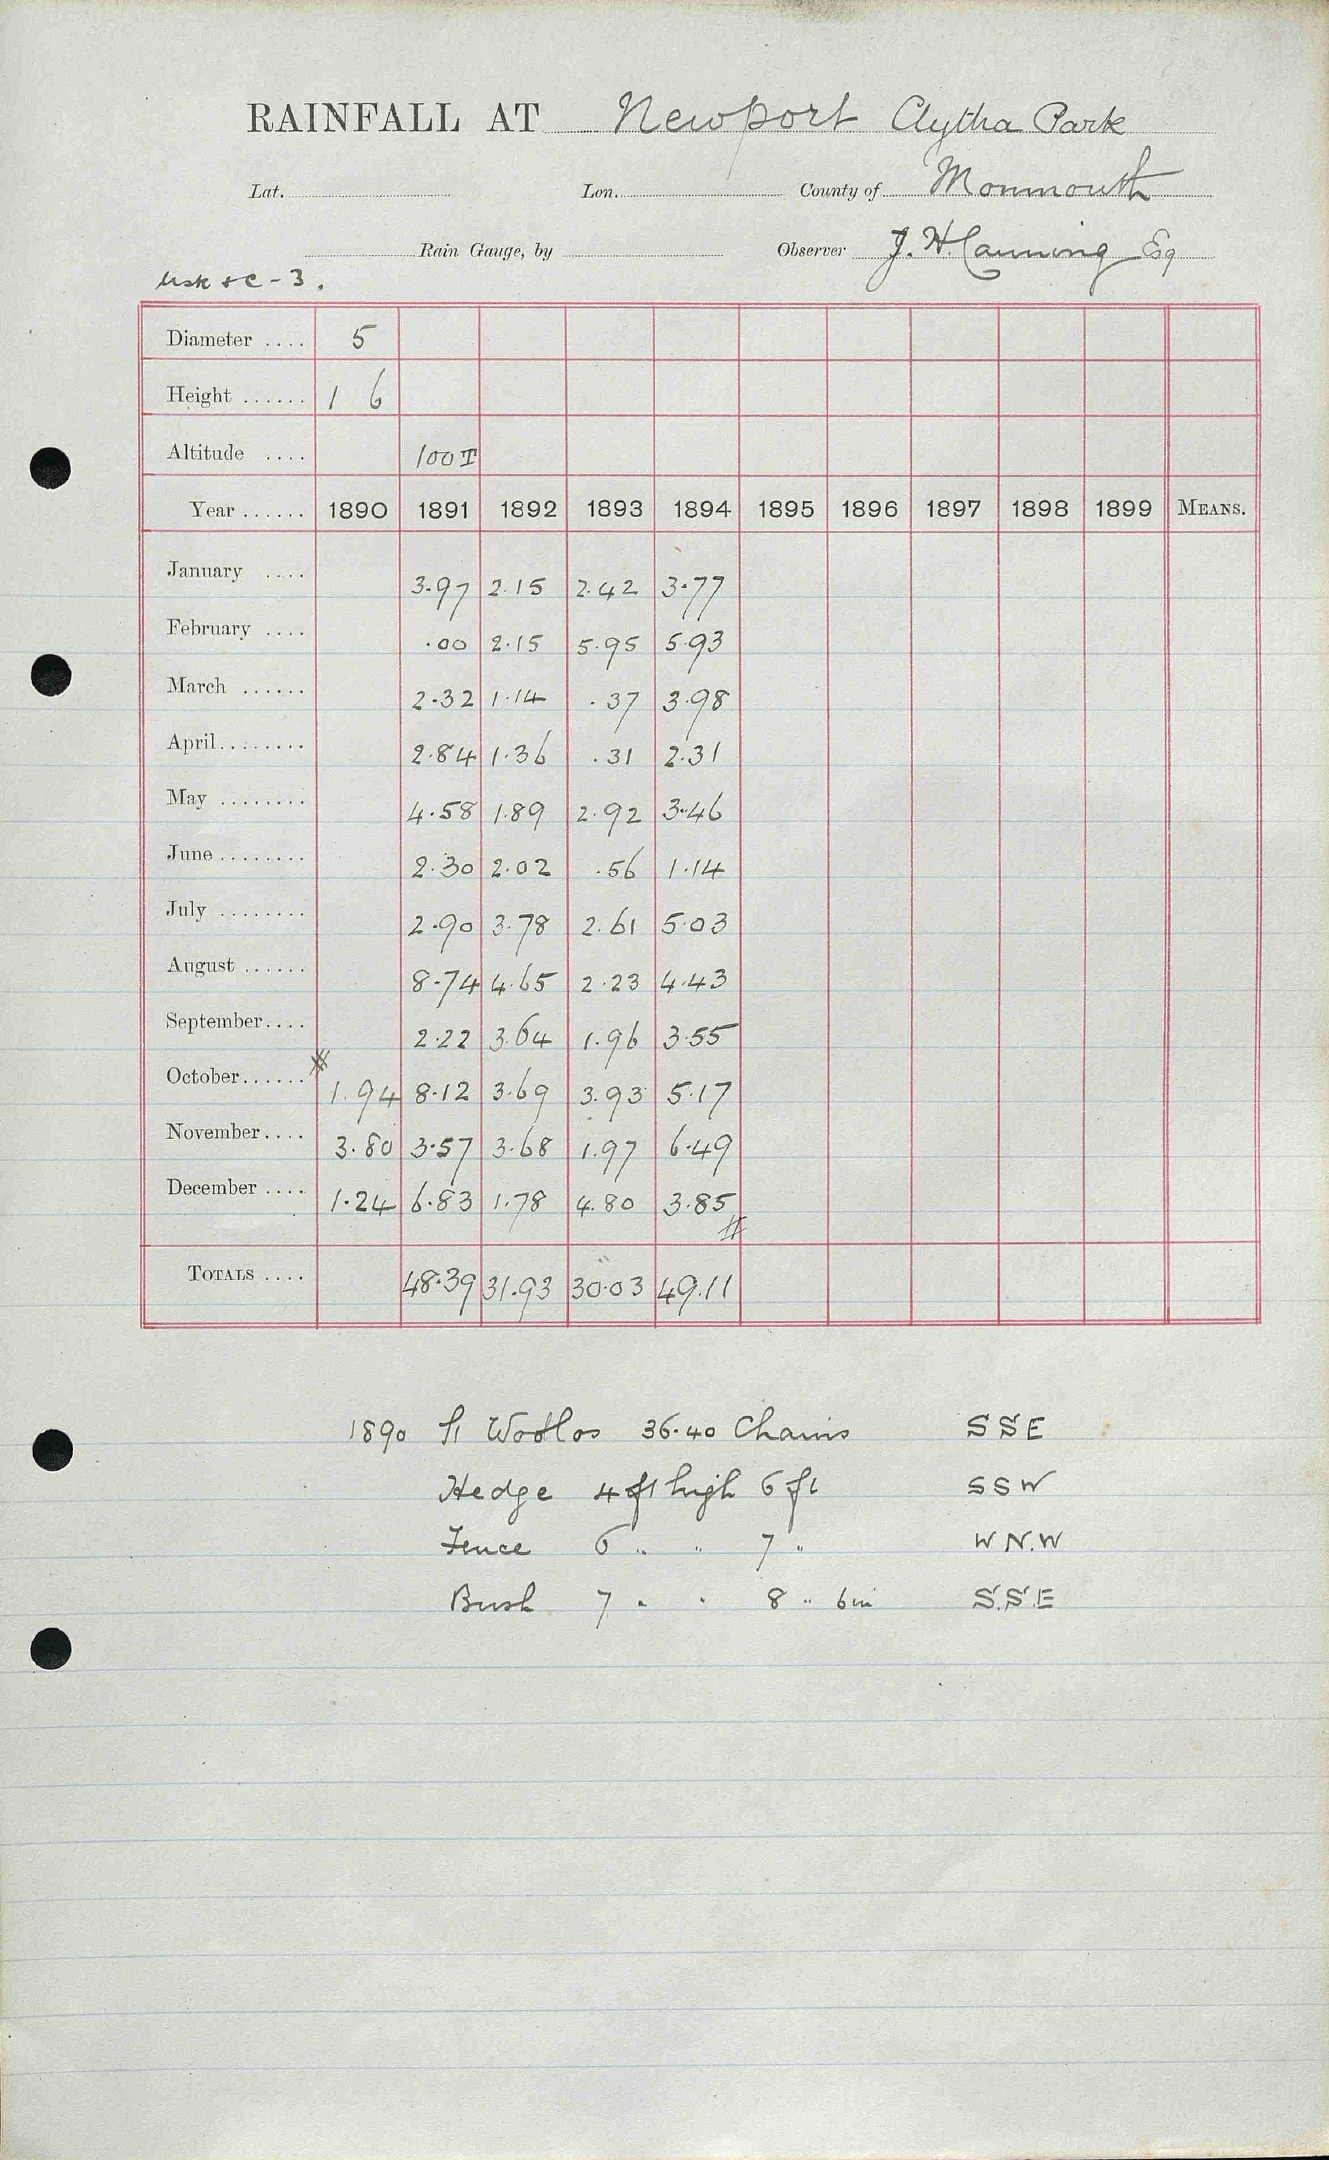 RAINFALL AT Newport Clytha Park
Lat. Lon. County of Monmouth
Rain Gauge, by Observer J. H. Canning Esq
Usk &c - 3.
Diameter .... 5
Height ...... 1 6
Altitude .... 100 T
Year ...... 1890 1891 1892 1893 1894 1895 1896 1897 1898 1899 MEANS.
January .... 3.97 2.15 2.42 3.77
February .... .00 2.15 5.95 5.93
March ...... 2.32 1.14 .37 3.98
April........ 2.84 1.36 .31 2.31
May ........ 4.58 1.89 2.92 3.46
June ........ 2.30 2.02 .56 1.14
July ........ 2.90 3.78 2.61 5.03
August ...... 8.74 4.65 2.23 4.43
September.... 2.22 3.64 1.96 3.55
October...... 1.94 8.12 3.69 3.93 5.17
November.... 3.80 3.57 3.68 1.97 6.49
December .... 1.24 6.83 1.78 4.80 3.85
TOTALS .... 48.39 31.93 30.03 49.11
1890 St Woollos 36.40 Chains SSE
Hedge 4 ft high 6 ft SSW
Fence 6 " " 7 " W N.W
Bush 7 " " 8 " 6 in S.S.E